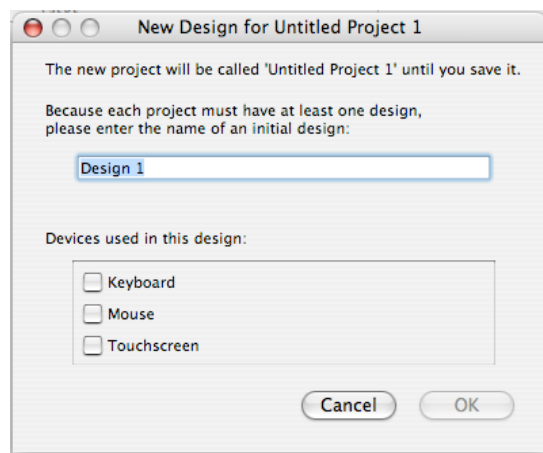 New Design for Untitled Project 1
The new project will be called 'Untitled Project 1' until you save it.
Because each project must have at least one design,
please enter the name of an initial design:
Design 1
Devices used in this design:
Keyboard
Mouse
Touchscreen
Cancel
OK